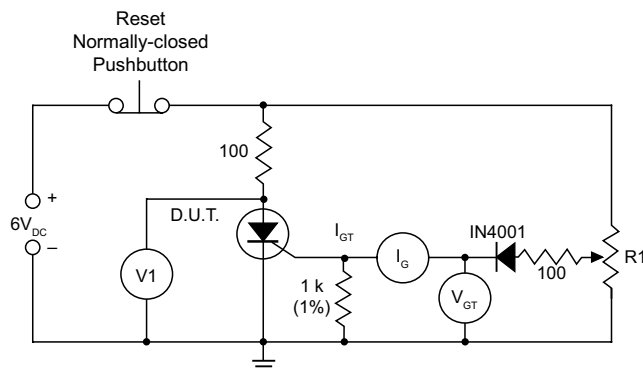 Reset
Normally-closed
Pushbutton
100
+
6V_DC
–
D.U.T.
V1
I_GT
1 k
(1%)
I_G
V_GT
IN4001
100
R1